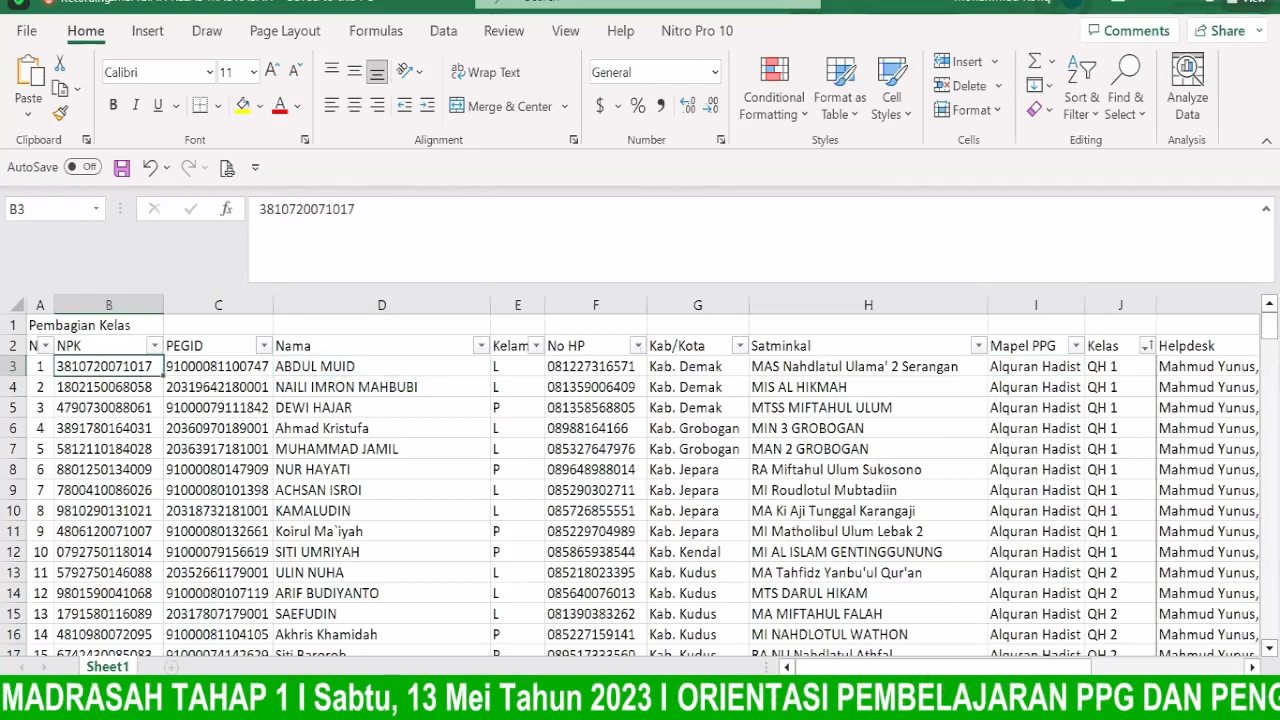 File Home Insert Draw Page Layout Formulas Data Review View Help Nitro Pro 10 Comments Share
Calibri 11 Wrap Text General Insert
Paste B I U Merge & Center $ % Conditional Formatting Format as Table Cell Styles Delete Sort & Filter Find & Select Analyze Data
Format
Clipboard Font Alignment Number Styles Cells Editing Analysis
AutoSave Off
B3 fx 3810720071017
A B C D E F G H I J
1 Pembagian Kelas
2 N NPK PEGID Nama Kelam No HP Kab/Kota Satminkal Mapel PPG Kelas Helpdesk
3 1 3810720071017 91000081100747 ABDUL MUID L 081227316571 Kab. Demak MAS Nahdlatul Ulama' 2 Serangan Alquran Hadist QH 1 Mahmud Yunus,
4 2 1802150068058 20319642180001 NAILI IMRON MAHBUBI L 081359006409 Kab. Demak MIS AL HIKMAH Alquran Hadist QH 1 Mahmud Yunus,
5 3 4790730088061 91000079111842 DEWI HAJAR P 081358568805 Kab. Demak MTSS MIFTAHUL ULUM Alquran Hadist QH 1 Mahmud Yunus,
6 4 3891780164031 20360970189001 Ahmad Kristufa L 08988164166 Kab. Grobogan MIN 3 GROBOGAN Alquran Hadist QH 1 Mahmud Yunus,
7 5 5812110184028 20363917181001 MUHAMMAD JAMIL L 085327647976 Kab. Grobogan MAN 2 GROBOGAN Alquran Hadist QH 1 Mahmud Yunus,
8 6 8801250134009 91000080147909 NUR HAYATI P 089648988014 Kab. Jepara RA Miftahul Ulum Sukosono Alquran Hadist QH 1 Mahmud Yunus,
9 7 7800410086026 91000080101398 ACHSAN ISROI L 085290302711 Kab. Jepara MI Roudlotul Mubtadiin Alquran Hadist QH 1 Mahmud Yunus,
10 8 9810290131021 20318732181001 KAMALUDIN L 085726855551 Kab. Jepara MA Ki Aji Tunggal Karangaji Alquran Hadist QH 1 Mahmud Yunus,
11 9 4806120071007 91000080132661 Koirul Ma`iyah P 085229704989 Kab. Jepara MI Matholibul Ulum Lebak 2 Alquran Hadist QH 1 Mahmud Yunus,
12 10 0792750118014 91000079156619 SITI UMRIYAH P 085865938544 Kab. Kendal MI AL ISLAM GENTINGGUNUNG Alquran Hadist QH 1 Mahmud Yunus,
13 11 5792750146088 20352661179001 ULIN NUHA L 085218023395 Kab. Kudus MA Tahfidz Yanbu'ul Qur'an Alquran Hadist QH 2 Mahmud Yunus,
14 12 9801590041068 91000080107119 ARIF BUDIYANTO L 085640076013 Kab. Kudus MTS DARUL HIKAM Alquran Hadist QH 2 Mahmud Yunus,
15 13 1791580116089 20317807179001 SAEFUDIN L 081390383262 Kab. Kudus MA MIFTAHUL FALAH Alquran Hadist QH 2 Mahmud Yunus,
16 14 4810980072095 91000081104105 Akhris Khamidah P 085227159141 Kab. Kudus MI NAHDLOTUL WATHON Alquran Hadist QH 2 Mahmud Yunus,
Sheet1
MADRASAH TAHAP 1 I Sabtu, 13 Mei Tahun 2023 I ORIENTASI PEMBELAJARAN PPG DAN PENG